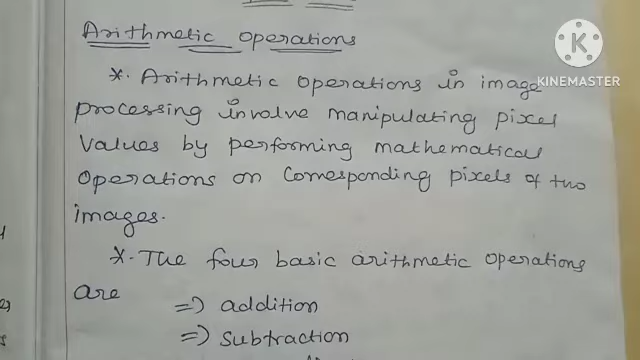 Arithmetic operations
*. Arithmetic operations in image
processing involve manipulating pixel
values by performing mathematical
operations on corresponding pixels of two
images.
*. The four basic arithmetic operations
are
=> addition
=> subtraction
K
KINEMASTER